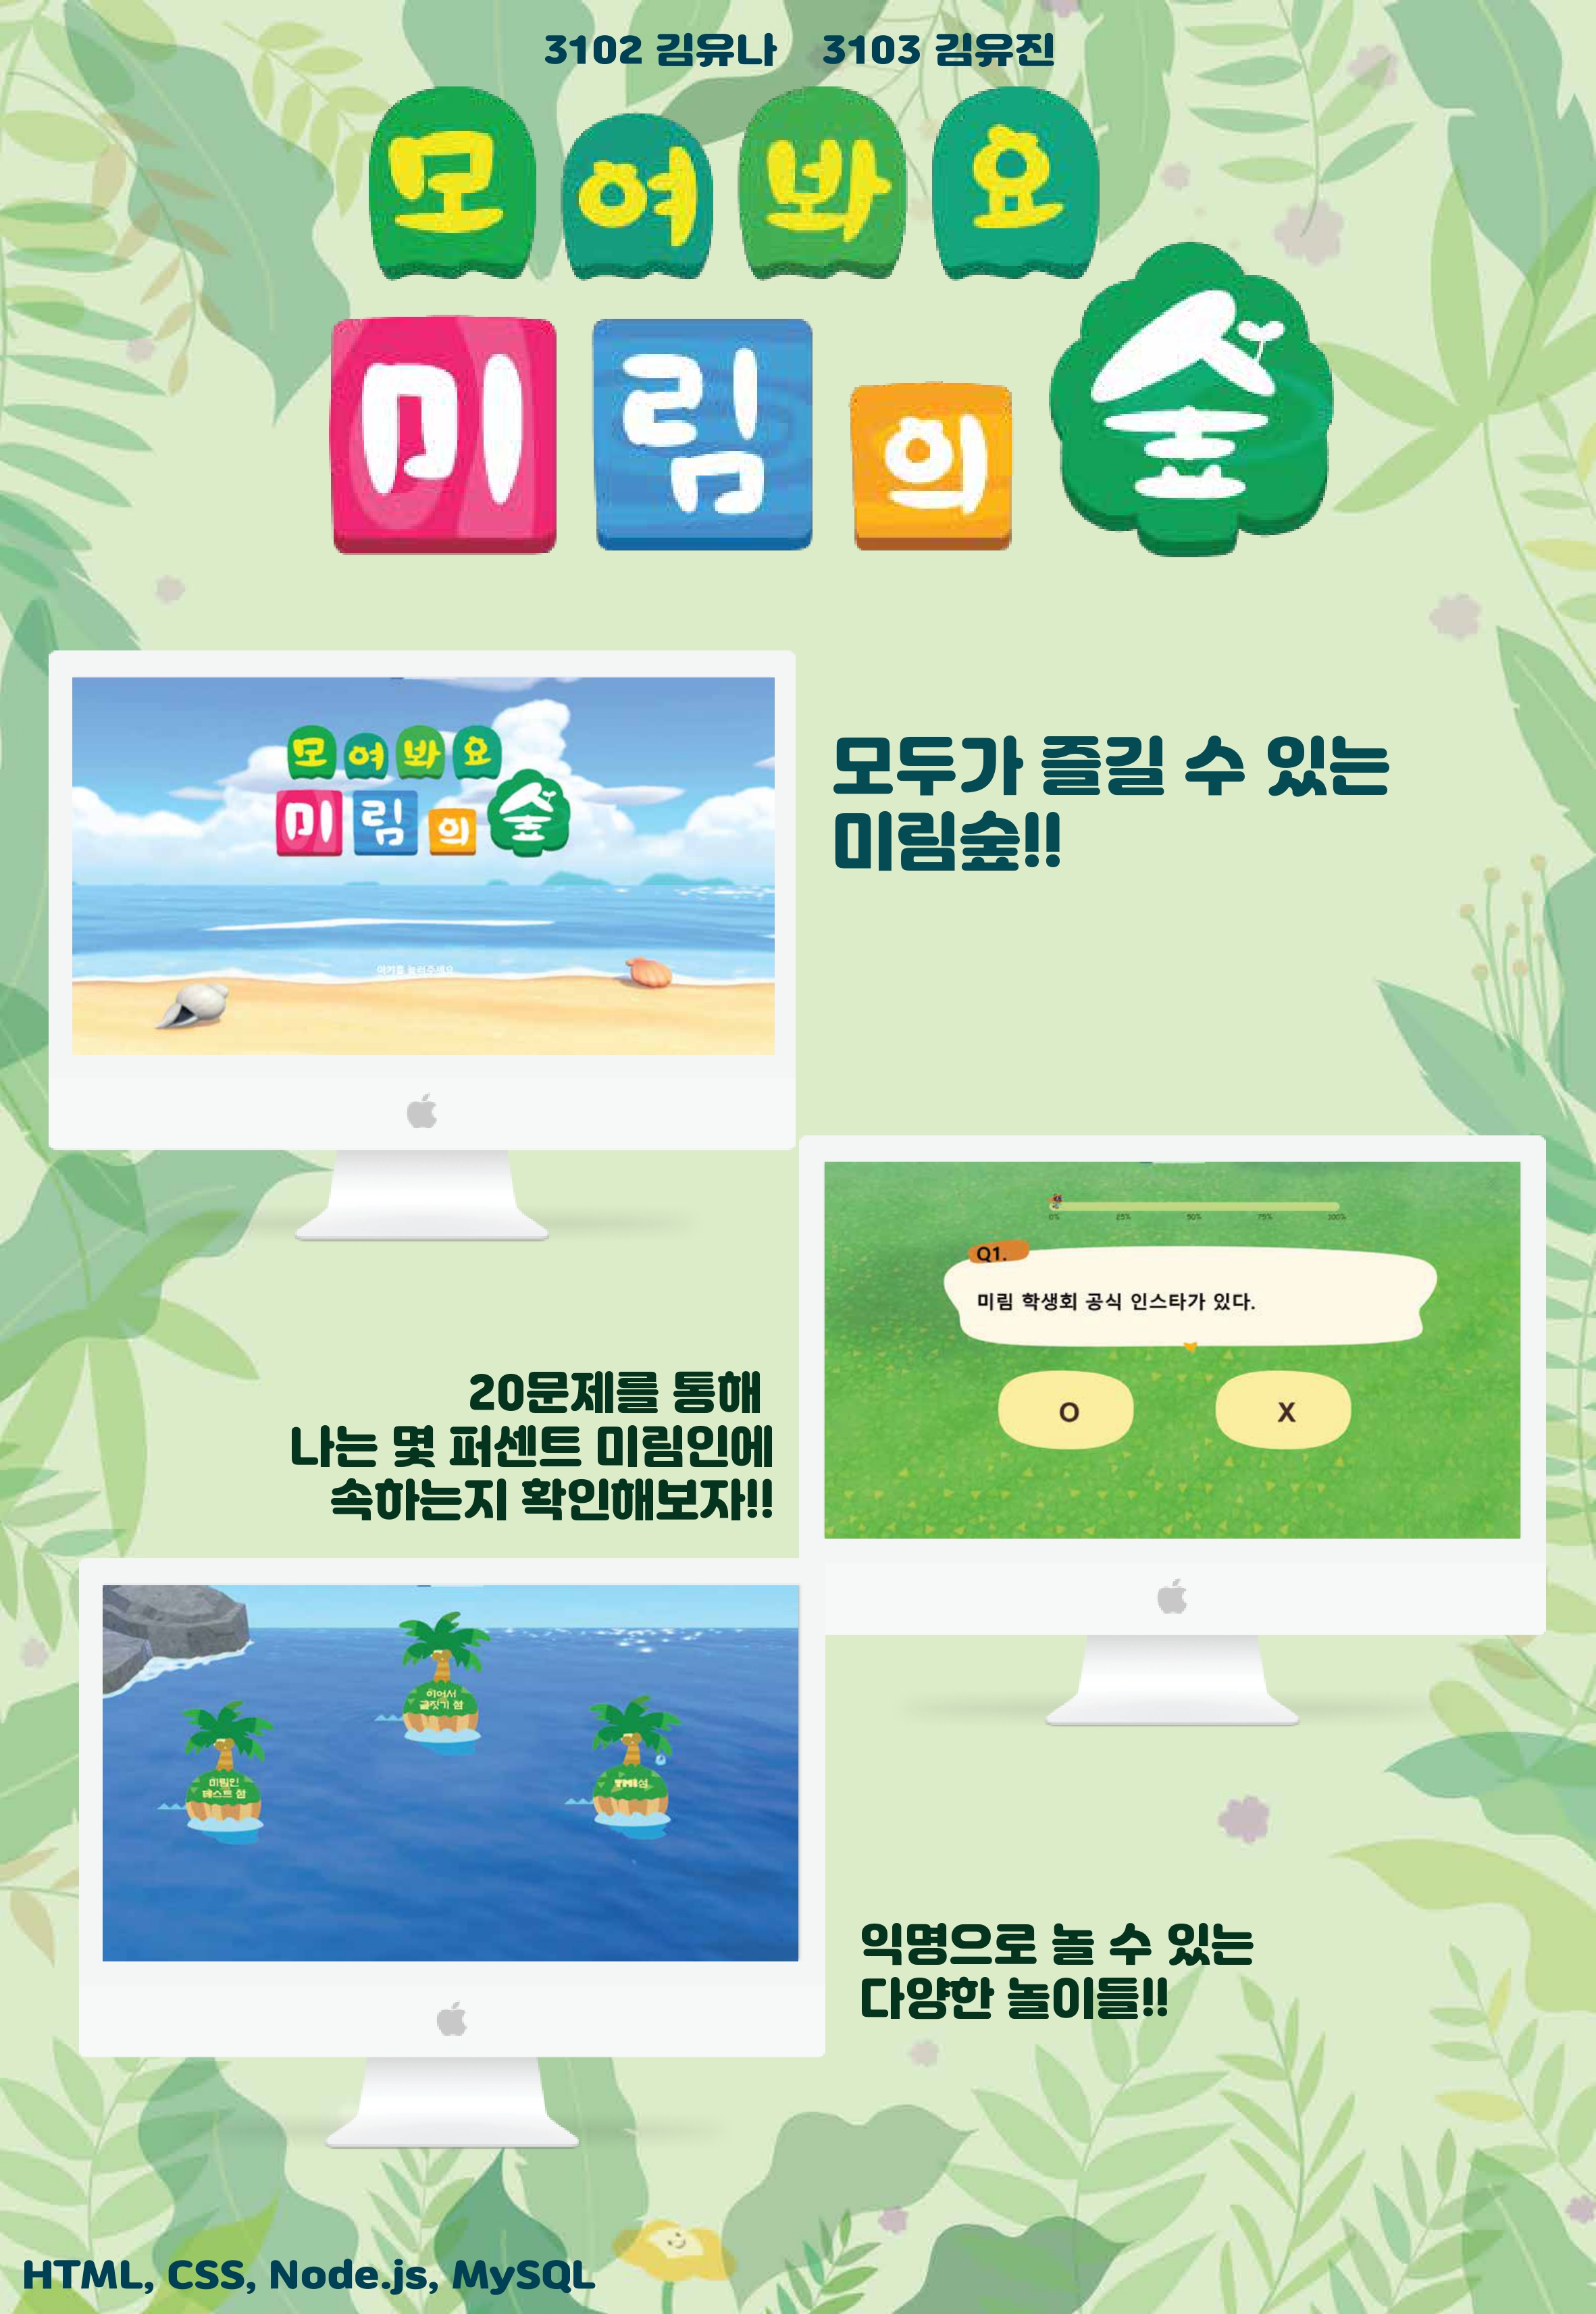 3102 김유나 3103 김유진
모여봐요
미림의숲
모여봐요
미림의숲
모두가 즐길 수 있는
미림숲!!
0% 25% 50% 75% 100%
Q1.
미림 학생회 공식 인스타가 있다.
O X
20문제를 통해
나는 몇 퍼센트 미림인에
속하는지 확인해보자!!
이어서
글짓기 섬
미림인
테스트 섬
섬
익명으로 놀 수 있는
다양한 놀이들!!
HTML, CSS, Node.js, MySQL